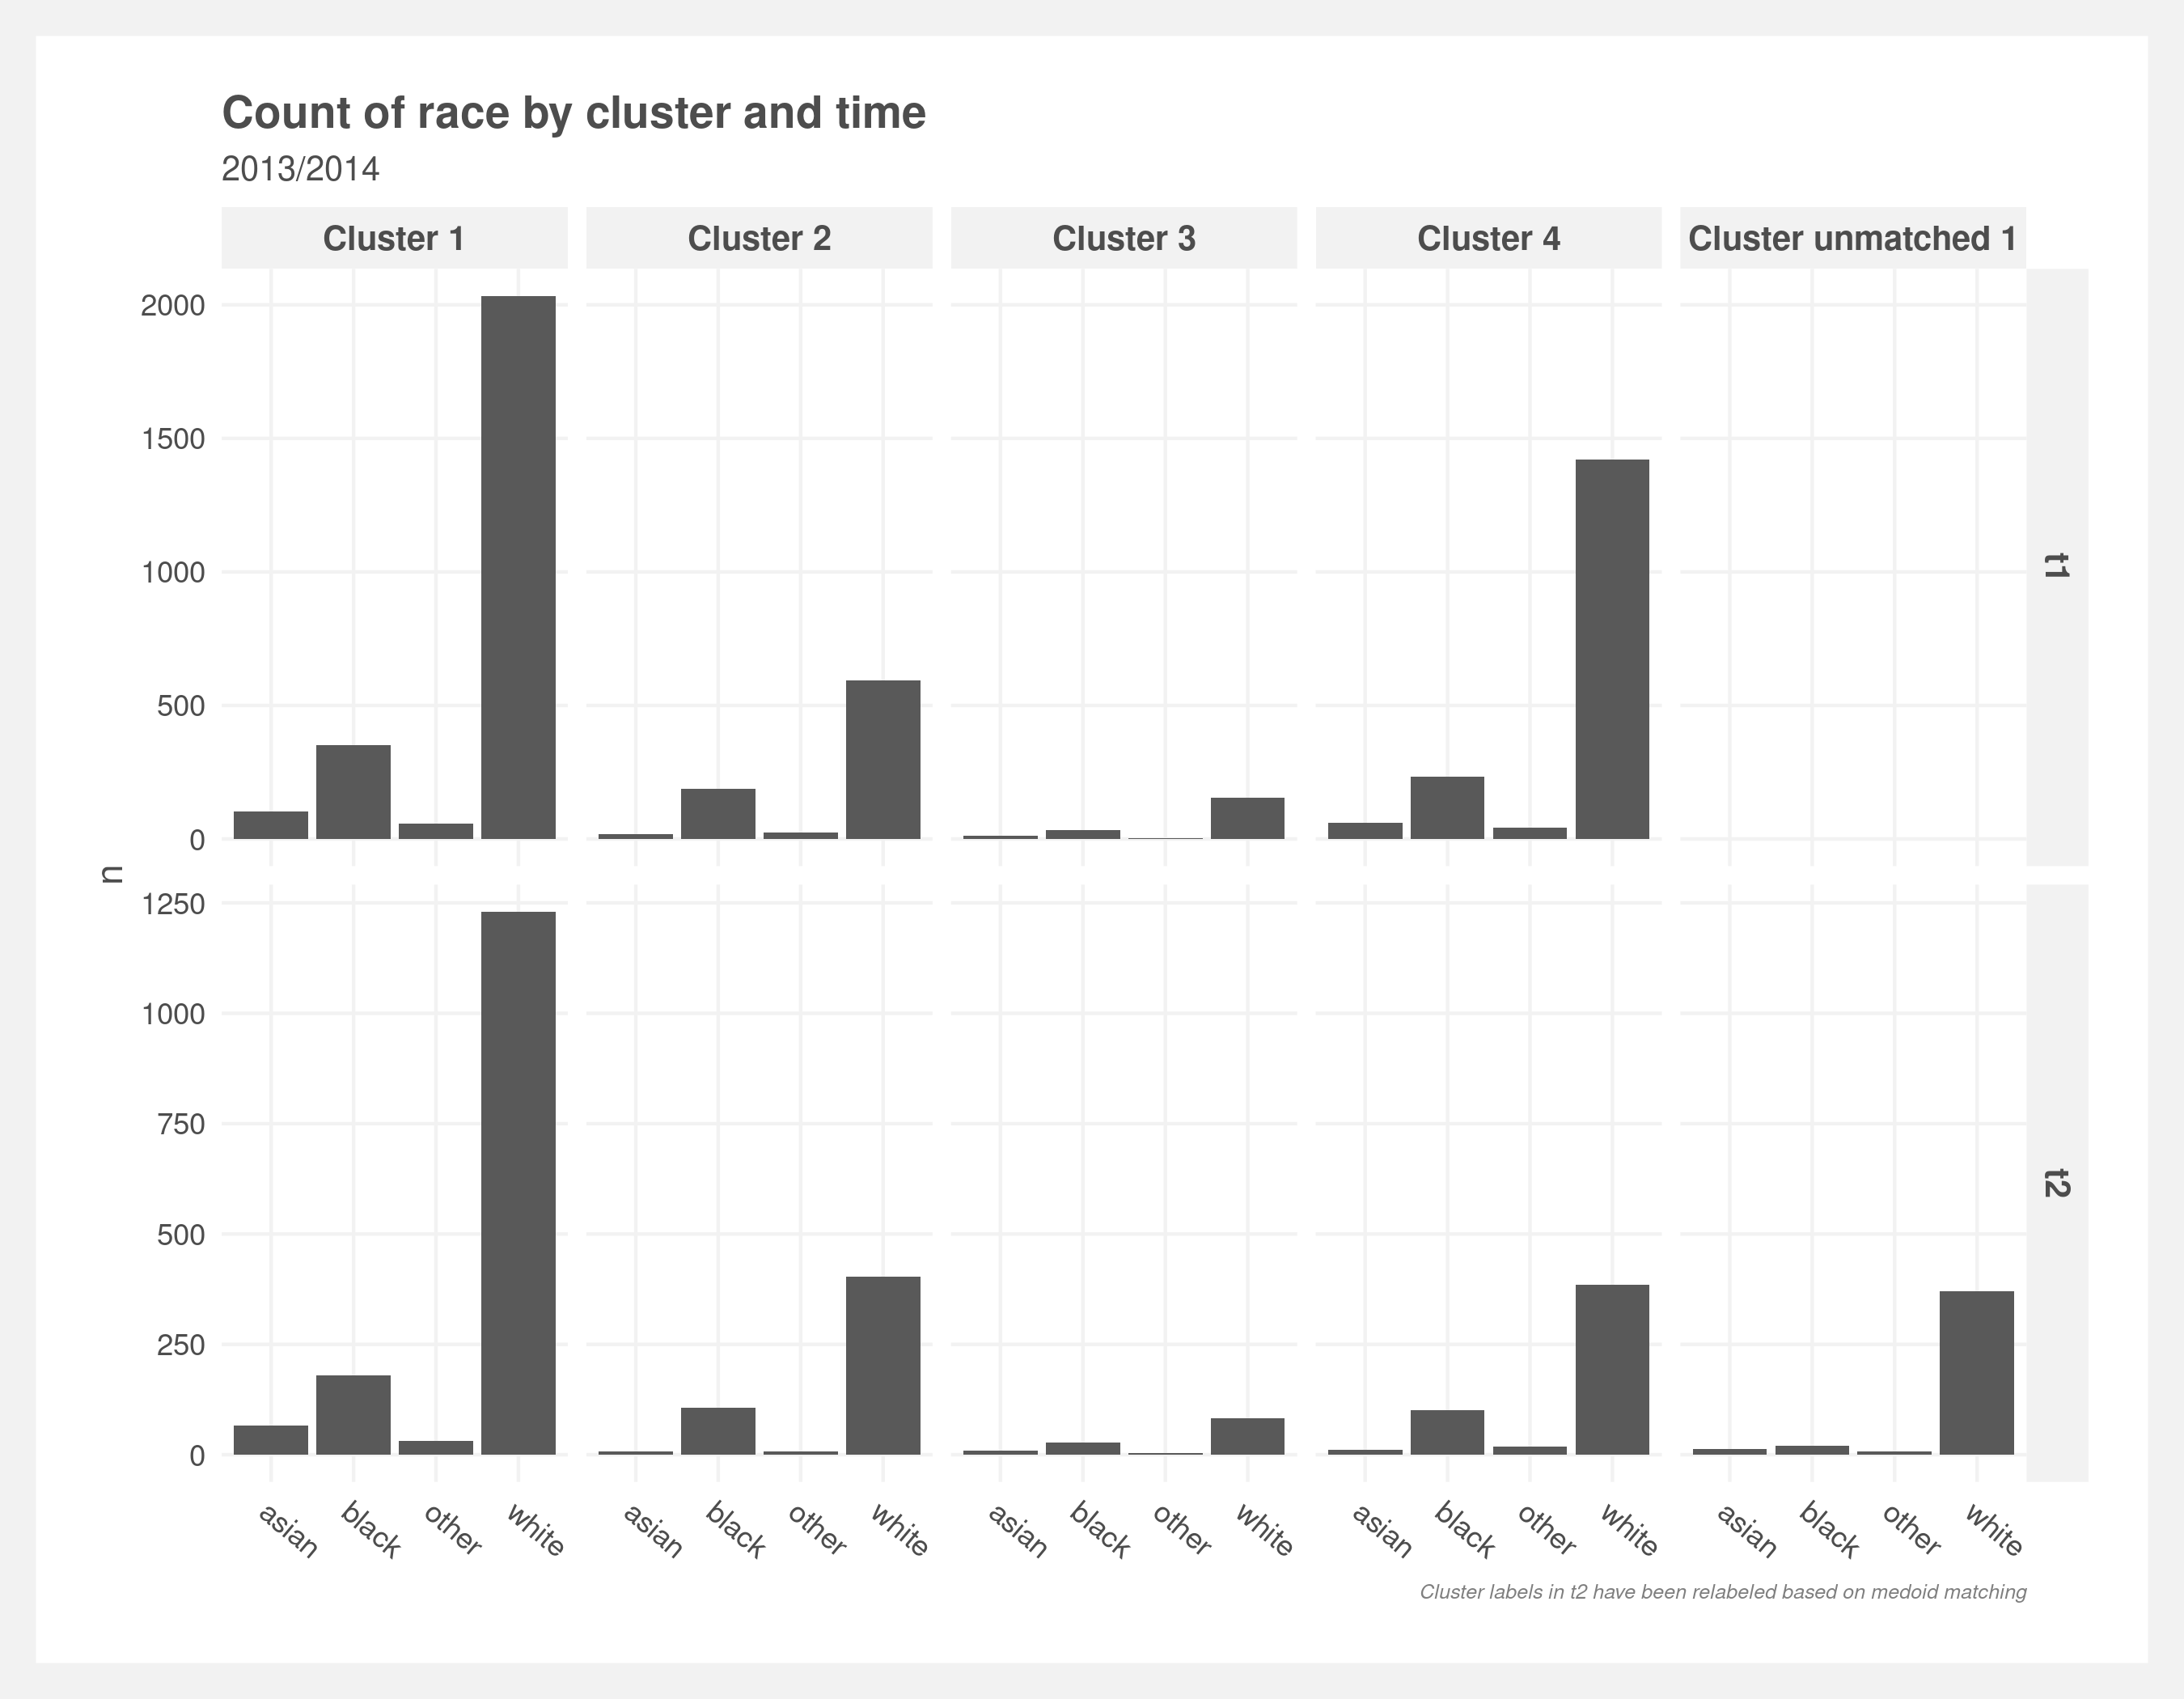 Count of race by cluster and time
2013/2014
Cluster 1 Cluster 2 Cluster 3 Cluster 4 Cluster unmatched 1
2000
1500
1000
500
0
t1
n
1250
1000
750
500
250
0
t2
asian black other white asian black other white asian black other white asian black other white asian black other white
Cluster labels in t2 have been relabeled based on medoid matching